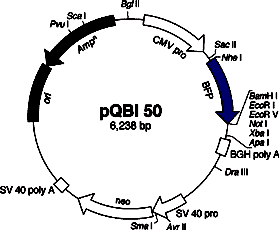 Bgl II
Sca I
Pvu I
Amp^R
CMV pro
Sac II
Nhe I
BFP
ori
pQBI 50
6,238 bp
BamH I
EcoR I
EcoR V
Not I
Xba I
Apa I
BGH poly A
Dra III
SV 40 poly A
neo
SV 40 pro
Sma I
Avr II